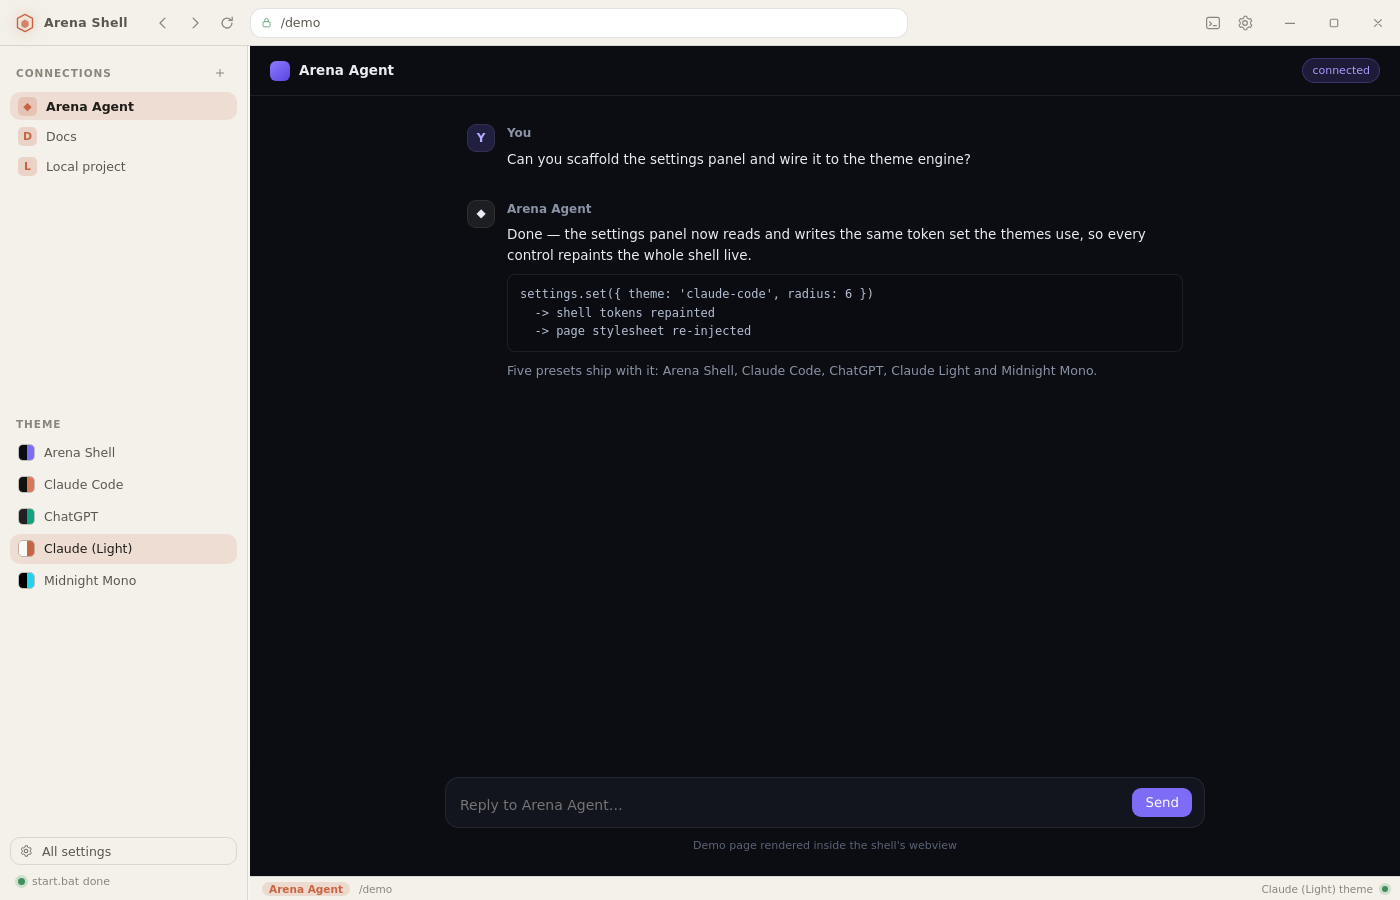 Arena Shell
/demo
CONNECTIONS
Arena Agent
D Docs
L Local project
THEME
Arena Shell
Claude Code
ChatGPT
Claude (Light)
Midnight Mono
All settings
start.bat done
Arena Agent
connected
Y
You
Can you scaffold the settings panel and wire it to the theme engine?
Arena Agent
Done — the settings panel now reads and writes the same token set the themes use, so every
control repaints the whole shell live.
settings.set({ theme: 'claude-code', radius: 6 })
-> shell tokens repainted
-> page stylesheet re-injected
Five presets ship with it: Arena Shell, Claude Code, ChatGPT, Claude Light and Midnight Mono.
Reply to Arena Agent...
Send
Demo page rendered inside the shell's webview
Arena Agent /demo
Claude (Light) theme